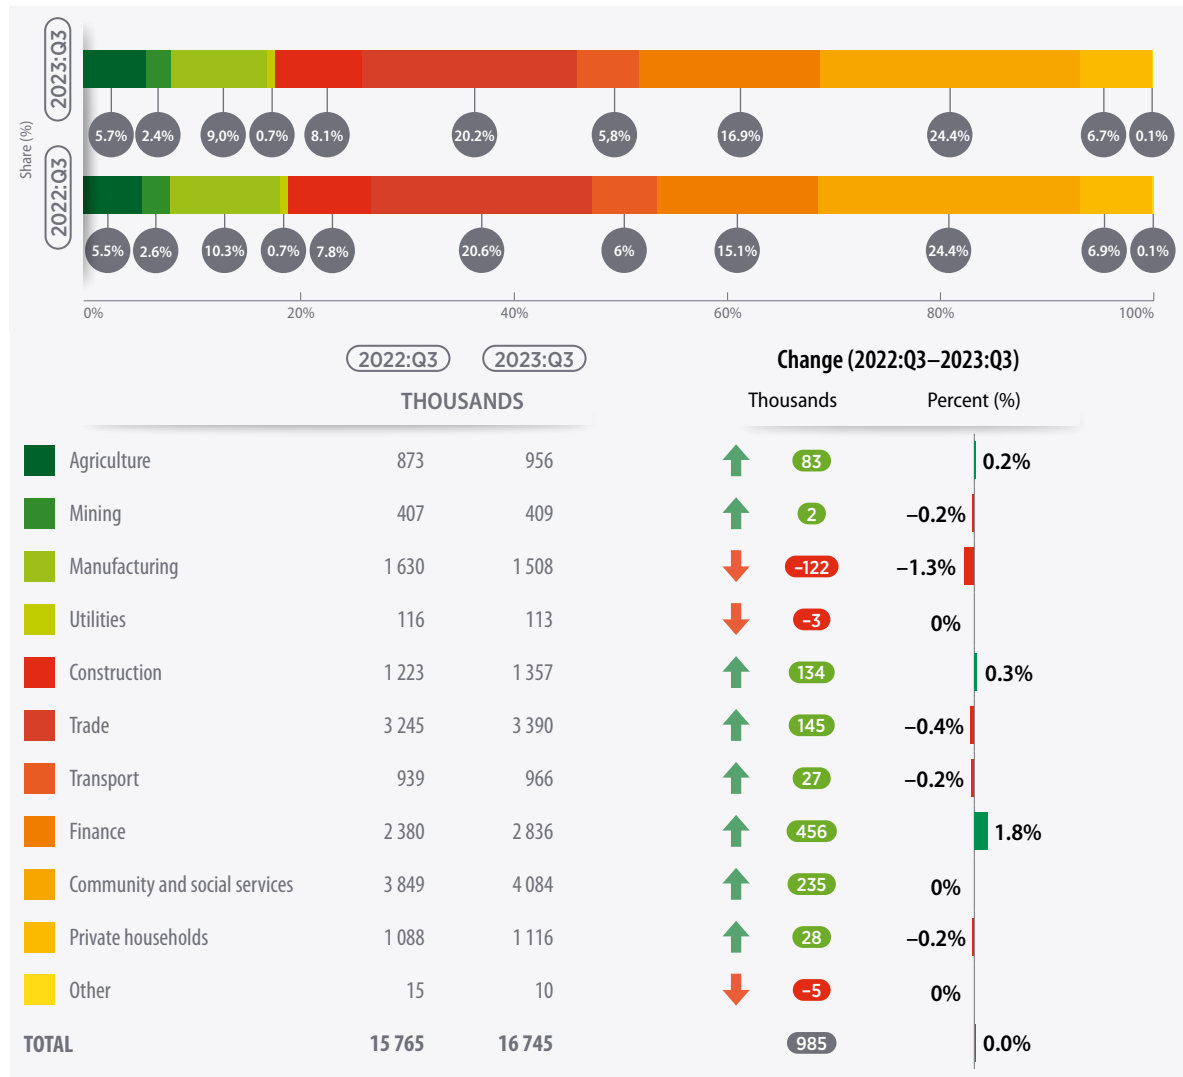 2023:Q3
5.7% 2.4% 9,0% 0.7% 8.1% 20.2% 5,8% 16.9% 24.4% 6.7% 0.1%
Share (%)
2022:Q3
5.5% 2.6% 10.3% 0.7% 7.8% 20.6% 6% 15.1% 24.4% 6.9% 0.1%
0% 20% 40% 60% 80% 100%
2022:Q3 2023:Q3 Change (2022:Q3–2023:Q3)
THOUSANDS Thousands Percent (%)
Agriculture 873 956 83 0.2%
Mining 407 409 2 –0.2%
Manufacturing 1 630 1 508 –122 –1.3%
Utilities 116 113 –3 0%
Construction 1 223 1 357 134 0.3%
Trade 3 245 3 390 145 –0.4%
Transport 939 966 27 –0.2%
Finance 2 380 2 836 456 1.8%
Community and social services 3 849 4 084 235 0%
Private households 1 088 1 116 28 –0.2%
Other 15 10 –5 0%
TOTAL 15 765 16 745 985 0.0%